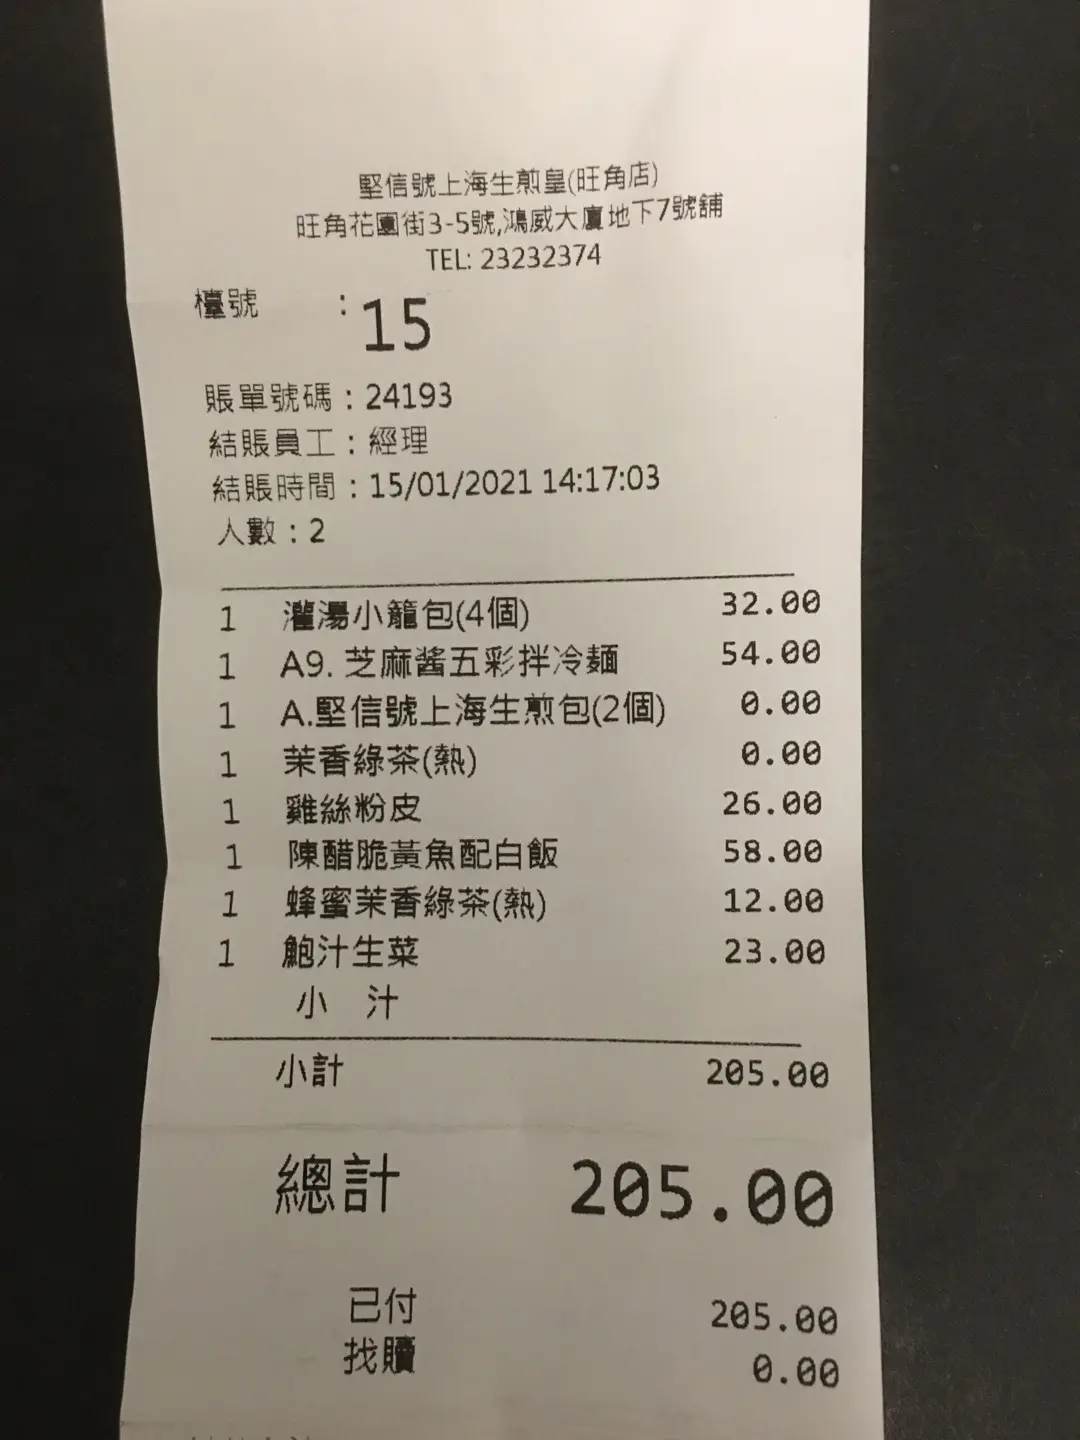 堅信號上海生煎皇(旺角店)
旺角花園街3-5號,鴻威大廈地下7號舖
TEL: 23232374
檯號 : 15
賬單號碼 : 24193
結賬員工 : 經理
結賬時間 : 15/01/2021 14:17:03
人數 : 2
1 灌湯小籠包(4個) 32.00
1 A9. 芝麻醬五彩拌冷麵 54.00
1 A.堅信號上海生煎包(2個) 0.00
1 茉香綠茶(熱) 0.00
1 雞絲粉皮 26.00
1 陳醋脆黃魚配白飯 58.00
1 蜂蜜茉香綠茶(熱) 12.00
1 鮑汁生菜 23.00
小 汁
小計 205.00
總計 205.00
已付 205.00
找贖 0.00